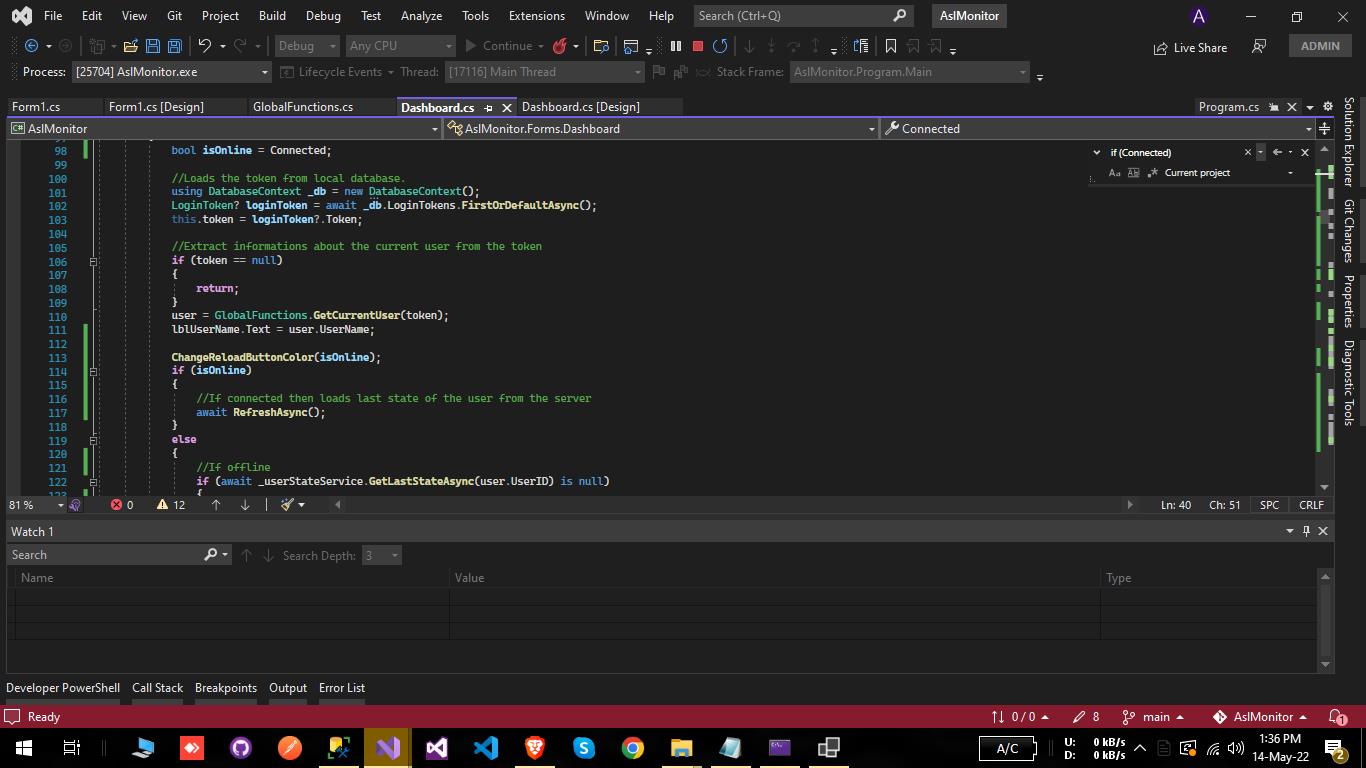 File Edit View Git Project Build Debug Test Analyze Tools Extensions Window Help Search (Ctrl+Q) AslMonitor A
Debug Any CPU Continue Live Share ADMIN
Process: [25704] AslMonitor.exe Lifecycle Events Thread: [17116] Main Thread Stack Frame: AslMonitor.Program.Main
Form1.cs Form1.cs [Design] GlobalFunctions.cs Dashboard.cs Dashboard.cs [Design] Program.cs
C# AslMonitor AslMonitor.Forms.Dashboard Connected
if (Connected)
Aa Current project
98 bool isOnline = Connected;
99
100 //Loads the token from local database.
101 using DatabaseContext _db = new DatabaseContext();
102 LoginToken? loginToken = await _db.LoginTokens.FirstOrDefaultAsync();
103 this.token = loginToken?.Token;
104
105 //Extract informations about the current user from the token
106 if (token == null)
107 {
108 return;
109 }
110 user = GlobalFunctions.GetCurrentUser(token);
111 lblUserName.Text = user.UserName;
112
113 ChangeReloadButtonColor(isOnline);
114 if (isOnline)
115 {
116 //If connected then loads last state of the user from the server
117 await RefreshAsync();
118 }
119 else
120 {
121 //If offline
122 if (await _userStateService.GetLastStateAsync(user.UserID) is null)
123 {
Solution Explorer
Git Changes
Properties
Diagnostic Tools
81 % 0 12 Ln: 40 Ch: 51 SPC CRLF
Watch 1
Search Search Depth: 3
Name Value Type
Developer PowerShell Call Stack Breakpoints Output Error List
Ready 0 / 0 8 main AslMonitor 1
A/C U: 0 kB/s
D: 0 kB/s
1:36 PM
14-May-22 2